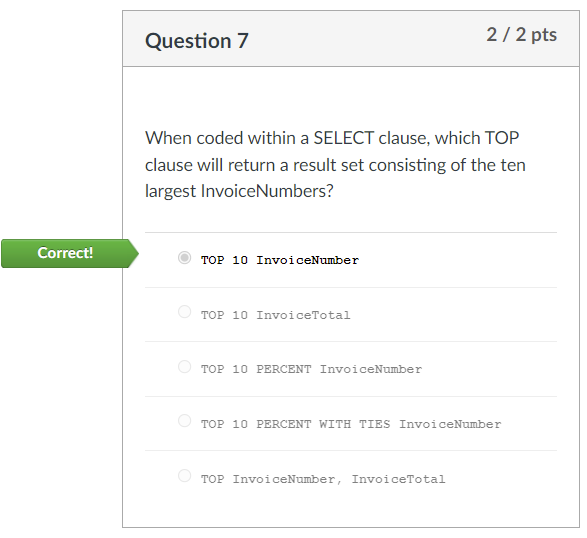 Question 7
2 / 2 pts
When coded within a SELECT clause, which TOP
clause will return a result set consisting of the ten
largest InvoiceNumbers?
Correct!
TOP 10 InvoiceNumber
TOP 10 InvoiceTotal
TOP 10 PERCENT InvoiceNumber
TOP 10 PERCENT WITH TIES InvoiceNumber
TOP InvoiceNumber, InvoiceTotal